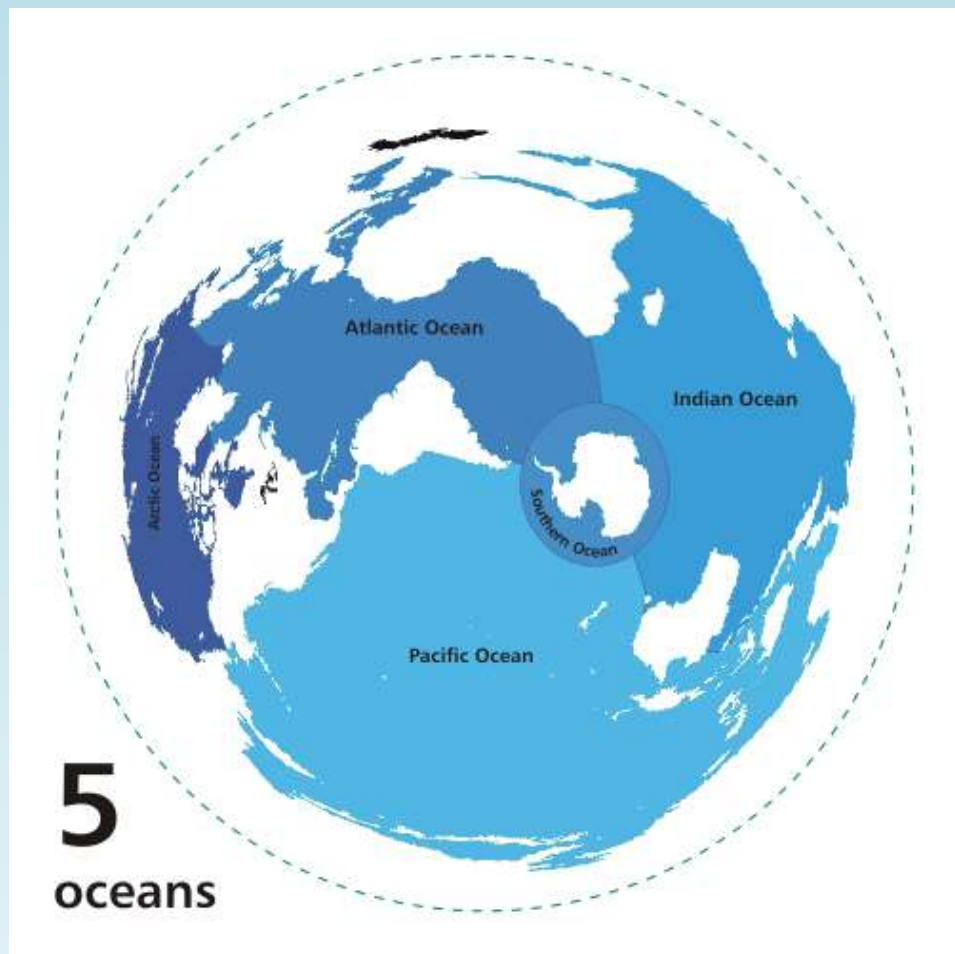 Atlantic Ocean
Indian Ocean
Arctic Ocean
Southern Ocean
Pacific Ocean
5
oceans